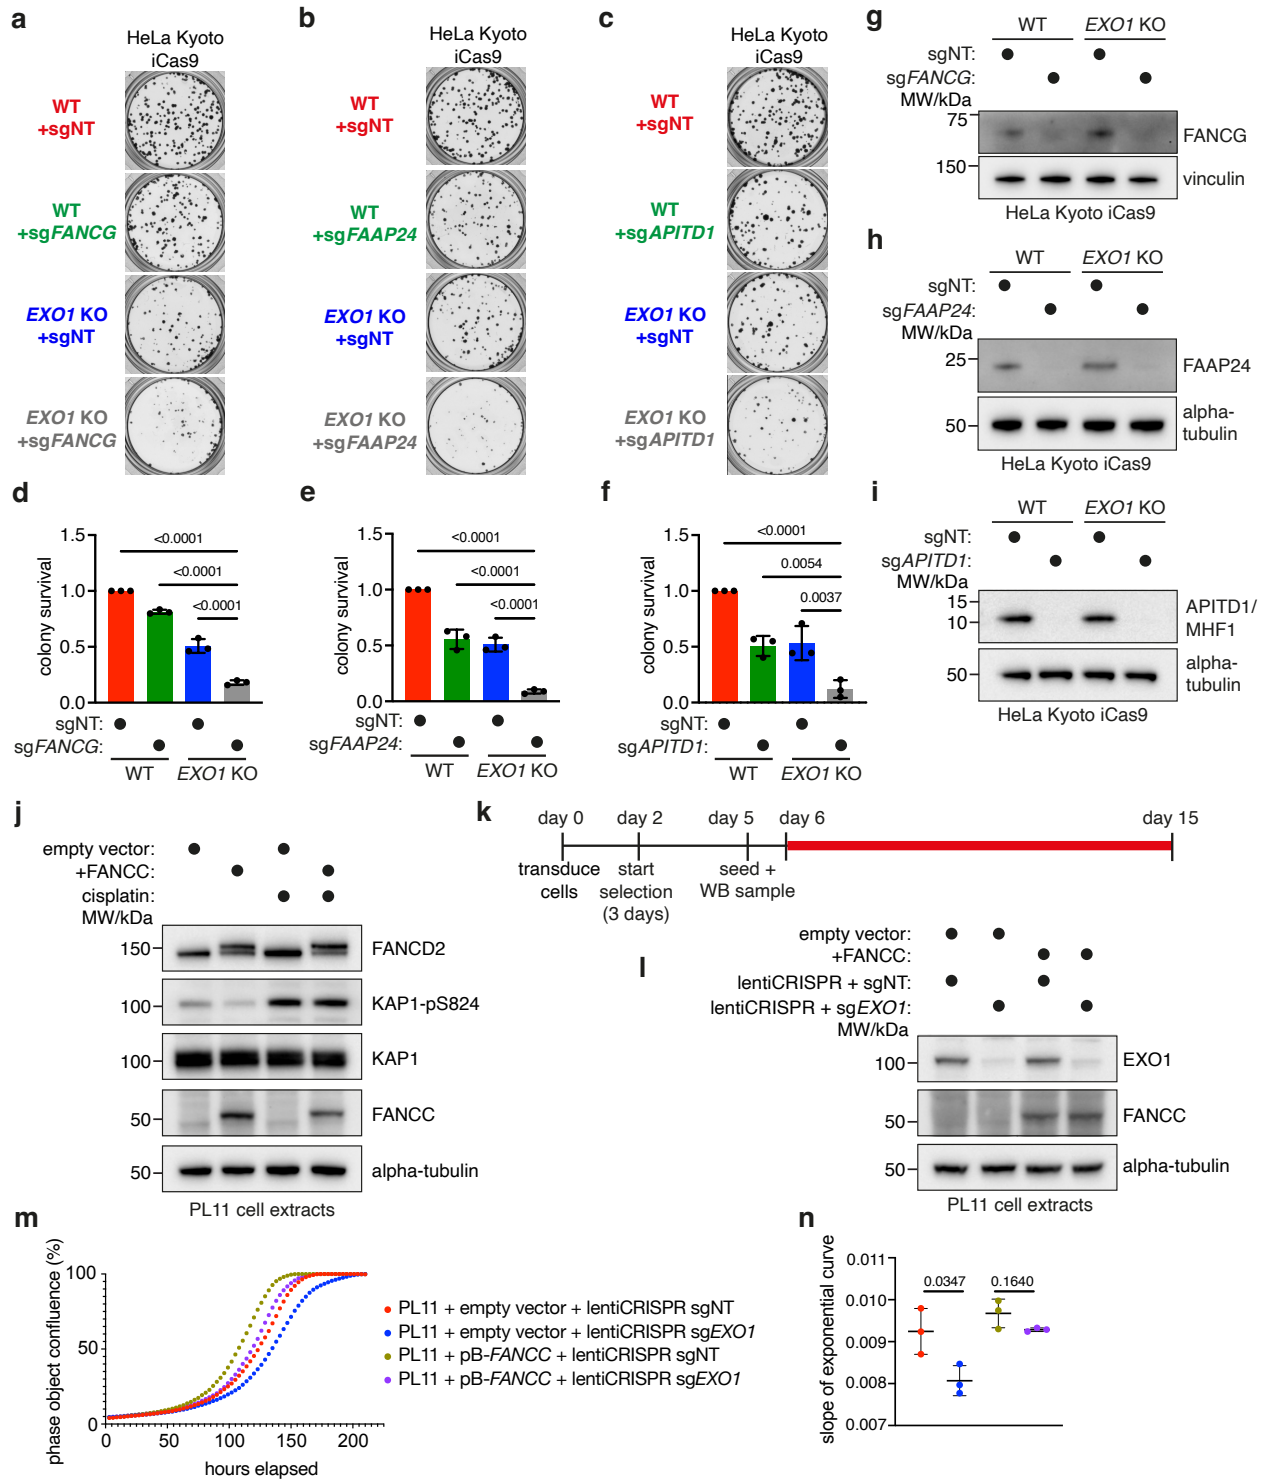 a
HeLa Kyoto
iCas9
WT
+sgNT
WT
+sgFANCG
EXO1 KO
+sgNT
EXO1 KO
+sgFANCG
b
HeLa Kyoto
iCas9
WT
+sgNT
WT
+sgFAAP24
EXO1 KO
+sgNT
EXO1 KO
+sgFAAP24
c
HeLa Kyoto
iCas9
WT
+sgNT
WT
+sgAPITD1
EXO1 KO
+sgNT
EXO1 KO
+sgAPITD1
d
colony survival
1.5
1.0
0.5
0.0
<0.0001
<0.0001
<0.0001
sgNT:
sgFANCG:
WT
EXO1 KO
e
colony survival
1.5
1.0
0.5
0.0
<0.0001
<0.0001
<0.0001
sgNT:
sgFAAP24:
WT
EXO1 KO
f
colony survival
1.5
1.0
0.5
0.0
<0.0001
0.0054
0.0037
sgNT:
sgAPITD1:
WT
EXO1 KO
g
WT
EXO1 KO
sgNT:
sgFANCG:
MW/kDa
75
FANCG
150
vinculin
HeLa Kyoto iCas9
h
WT
EXO1 KO
sgNT:
sgFAAP24:
MW/kDa
25
FAAP24
50
alpha-
tubulin
HeLa Kyoto iCas9
i
WT
EXO1 KO
sgNT:
sgAPITD1:
MW/kDa
15
10
APITD1/
MHF1
50
alpha-
tubulin
HeLa Kyoto iCas9
j
empty vector:
+FANCC:
cisplatin:
MW/kDa
150
FANCD2
100
KAP1-pS824
100
KAP1
50
FANCC
50
alpha-tubulin
PL11 cell extracts
k
day 0
day 2
day 5
day 6
day 15
transduce
cells
start
selection
(3 days)
seed +
WB sample
l
empty vector:
+FANCC:
lentiCRISPR + sgNT:
lentiCRISPR + sgEXO1:
MW/kDa
100
EXO1
50
FANCC
50
alpha-tubulin
PL11 cell extracts
m
phase object confluence (%)
100
50
0
0
50
100
150
200
hours elapsed
PL11 + empty vector + lentiCRISPR sgNT
PL11 + empty vector + lentiCRISPR sgEXO1
PL11 + pB-FANCC + lentiCRISPR sgNT
PL11 + pB-FANCC + lentiCRISPR sgEXO1
n
slope of exponential curve
0.011
0.010
0.009
0.008
0.007
0.0347
0.1640